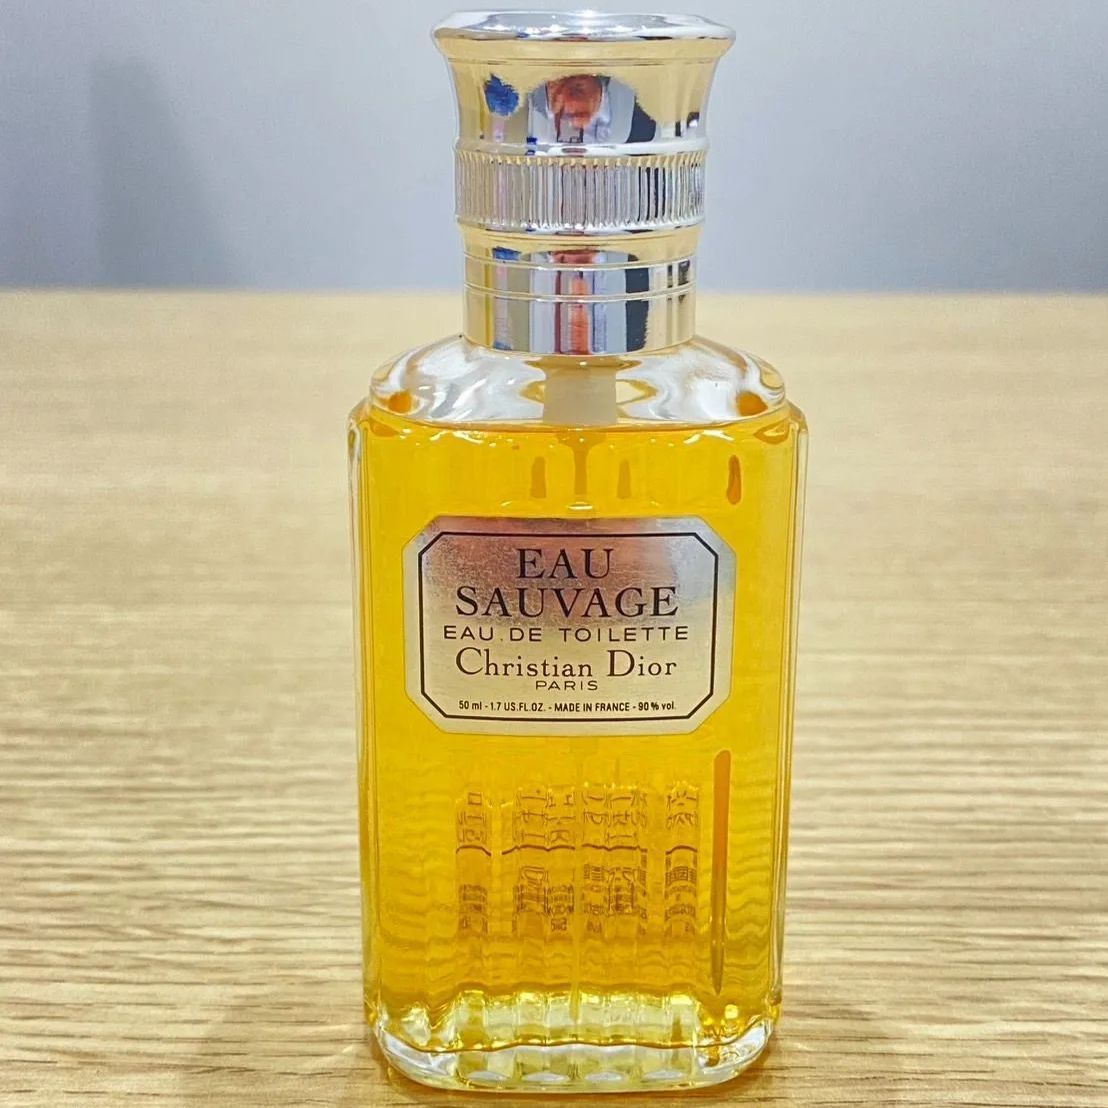 EAU
SAUVAGE
EAU.DE TOILETTE
Christian Dior
PARIS
50 ml - 1.7 US.FL.OZ. - MADE IN FRANCE - 90 % vol.